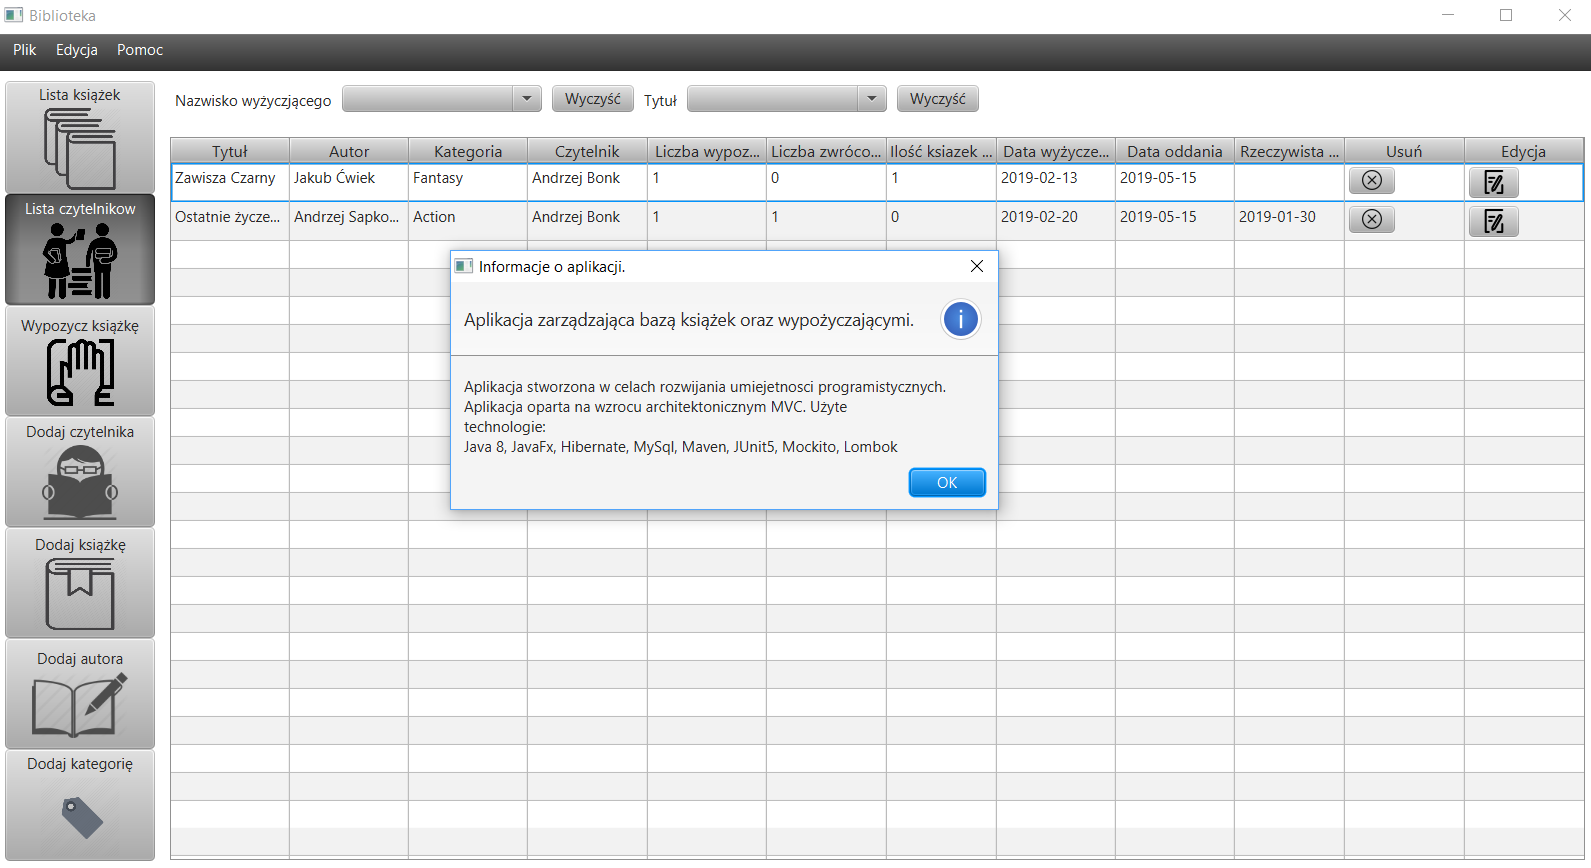 Biblioteka
Plik Edycja Pomoc
Lista książek
Lista czytelnikow
Wypozycz książkę
Dodaj czytelnika
Dodaj książkę
Dodaj autora
Dodaj kategorię
Nazwisko wyżyczjącego Wyczyść Tytuł Wyczyść
Tytuł Autor Kategoria Czytelnik Liczba wypoz... Liczba zwróco... Ilość ksiazek ... Data wyżycze... Data oddania Rzeczywista ... Usuń Edycja
Zawisza Czarny Jakub Ćwiek Fantasy Andrzej Bonk 1 0 1 2019-02-13 2019-05-15
Ostatnie życze... Andrzej Sapko... Action Andrzej Bonk 1 1 0 2019-02-20 2019-05-15 2019-01-30
Informacje o aplikacji.
Aplikacja zarządzająca bazą książek oraz wypożyczającymi.
Aplikacja stworzona w celach rozwijania umiejetnosci programistycznych.
Aplikacja oparta na wzrocu architektonicznym MVC. Użyte
technologie:
Java 8, JavaFx, Hibernate, MySql, Maven, JUnit5, Mockito, Lombok
OK